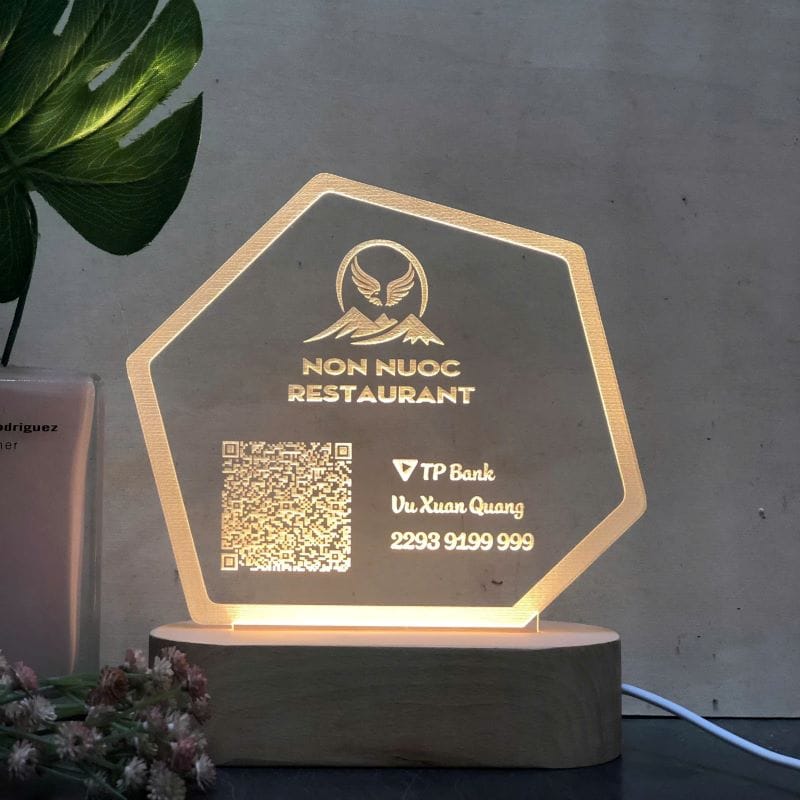 NON NUOC
RESTAURANT
TP Bank
Vu Xuan Quang
2293 9199 999